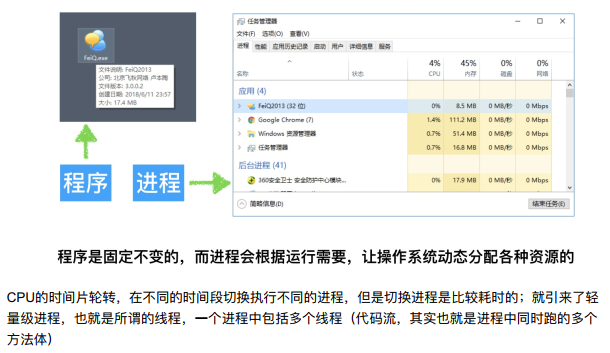 FeiQ.exe
文件说明: FeiQ2013
公司: 北京飞秋网络 卢本陶
文件版本: 3.0.0.2
创建日期: 2018/6/11 23:57
大小: 17.4 MB
程序
进程
任务管理器
文件(F) 选项(O) 查看(V)
进程 性能 应用历史记录 启动 用户 详细信息 服务
4% 45% 0% 0%
名称 状态 CPU 内存 磁盘 网络
应用 (4)
FeiQ2013 (32 位) 0% 8.5 MB 0 MB/秒 0 Mbps
Google Chrome (7) 1.4% 111.2 MB 0 MB/秒 0 Mbps
Windows 资源管理器 0.7% 51.4 MB 0 MB/秒 0 Mbps
任务管理器 0.7% 16.8 MB 0 MB/秒 0 Mbps
后台进程 (41)
360安全卫士 安全防护中心模块... 0% 17.9 MB 0 MB/秒 0 Mbps
简略信息(D) 结束任务(E)
程序是固定不变的，而进程会根据运行需要，让操作系统动态分配各种资源的
CPU的时间片轮转，在不同的时间段切换执行不同的进程，但是切换进程是比较耗时的；就引来了轻
量级进程，也就是所谓的线程，一个进程中包括多个线程（代码流，其实也就是进程中同时跑的多个
方法体）